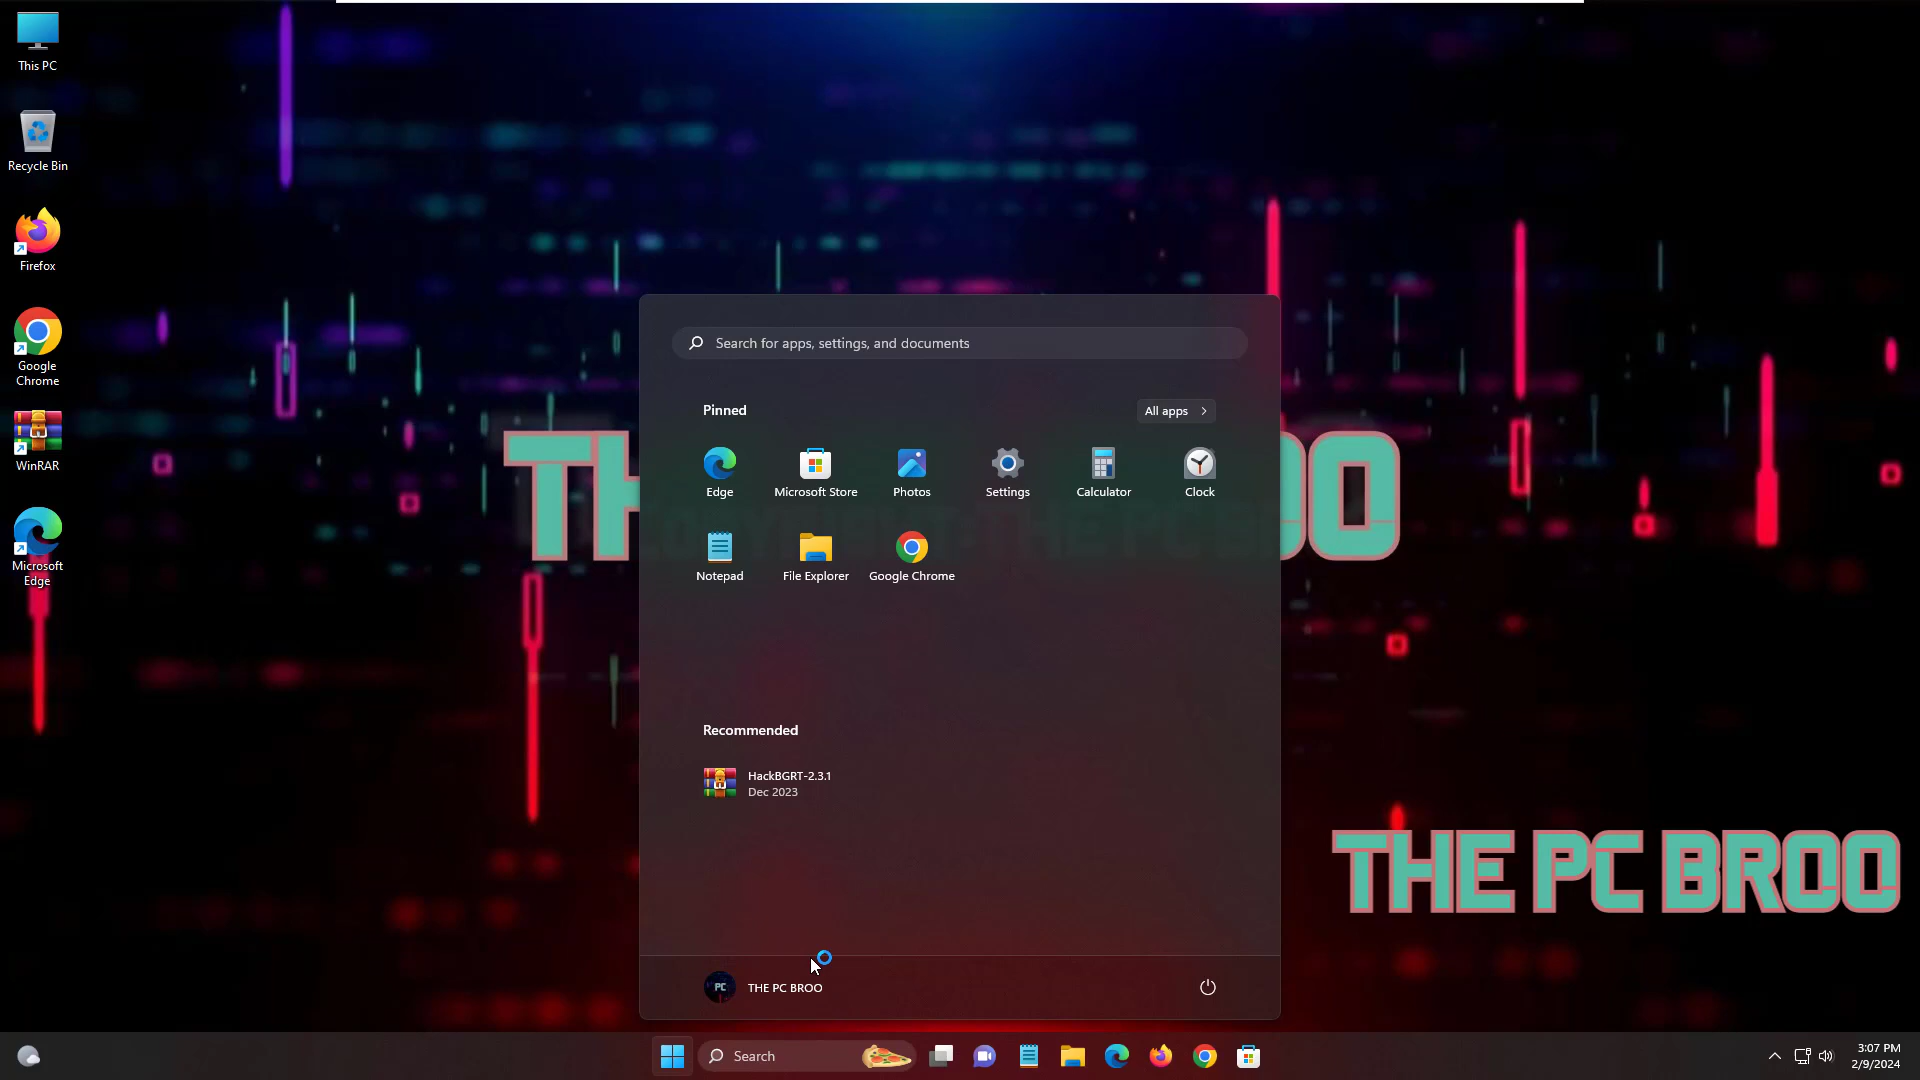 This PC
Recycle Bin
Firefox
Google
Chrome
WinRAR
Microsoft
Edge
Search for apps, settings, and documents
Pinned
All apps
Edge
Microsoft Store
Photos
Settings
Calculator
Clock
Notepad
File Explorer
Google Chrome
Recommended
HackBGRT-2.3.1
Dec 2023
PC
THE PC BROO
THE PC BROO
Search
3:07 PM
2/9/2024